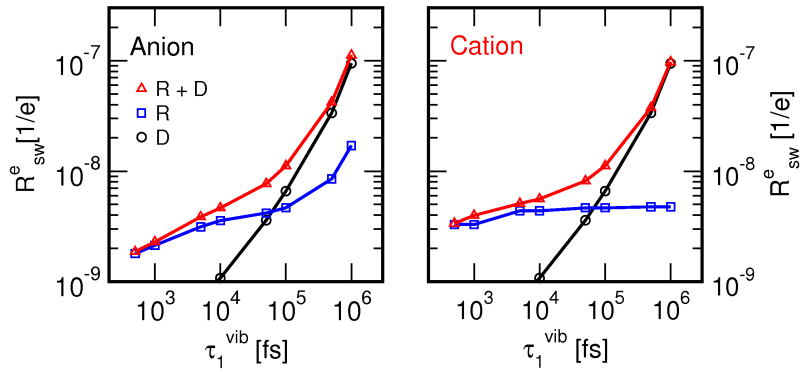 Anion
R + D
R
D
R^e_sw [1/e]
10^-7
10^-8
10^-9
10^3 10^4 10^5 10^6
τ_1^vib [fs]
Cation
10^3 10^4 10^5 10^6
τ_1^vib [fs]
10^-7
10^-8
10^-9
R^e_sw [1/e]